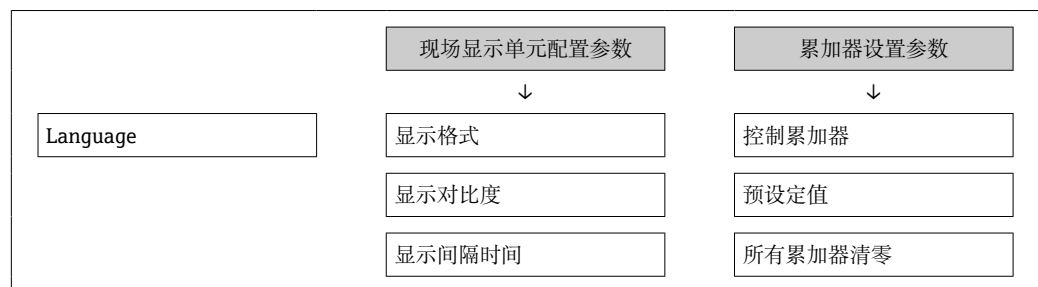 现场显示单元配置参数
累加器设置参数
↓
↓
Language
显示格式
控制累加器
显示对比度
预设定值
显示间隔时间
所有累加器清零